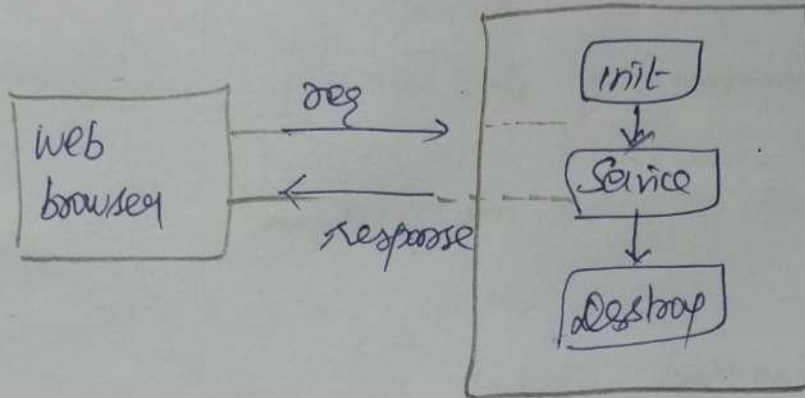 init
req
web
browser
Service
response
Destroy